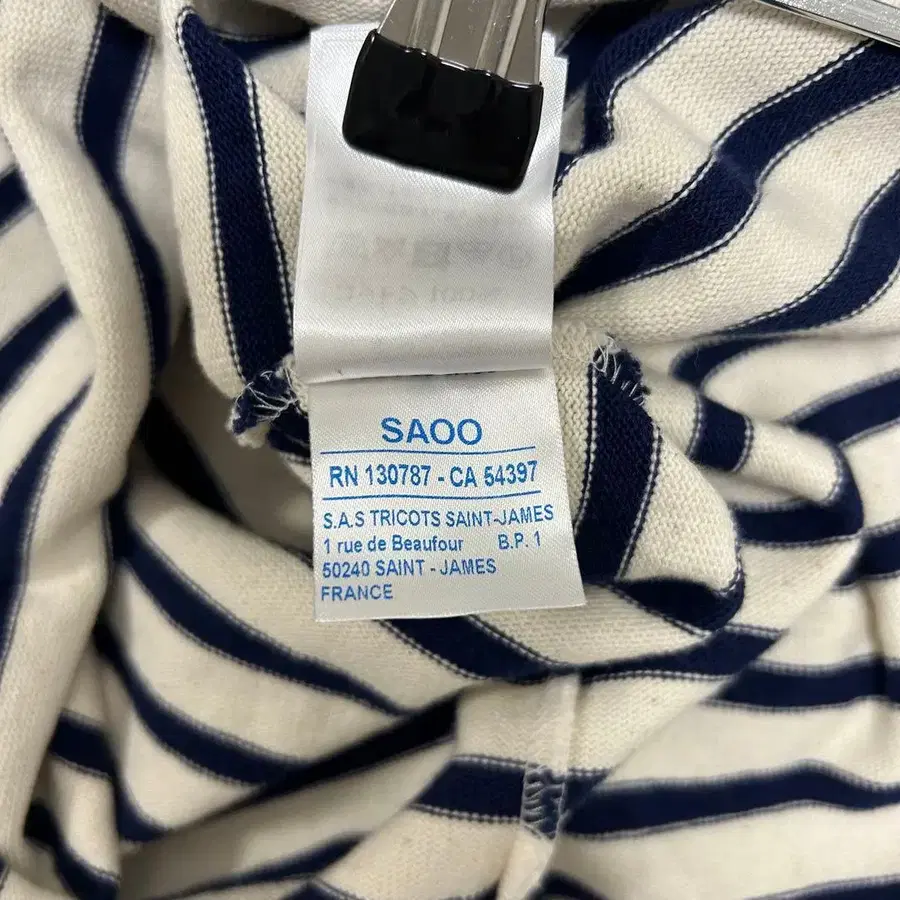 SAOO
RN 130787 - CA 54397
S.A.S TRICOTS SAINT-JAMES
1 rue de Beaufour B.P. 1
50240 SAINT - JAMES
FRANCE